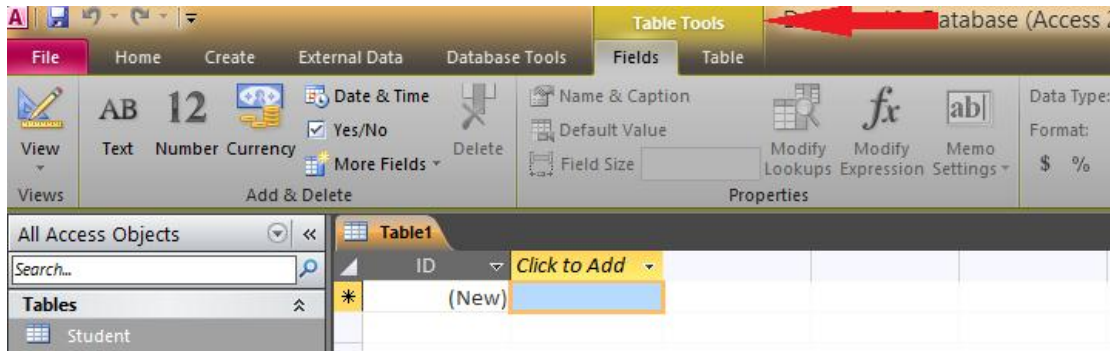 A
Table Tools
atabase (Access 2
File Home Create External Data Database Tools Fields Table
View
Views
AB Text
12 Number
Currency
Date & Time
Yes/No
More Fields
Delete
Add & Delete
Name & Caption
Default Value
Field Size
Modify Lookups
fx Modify Expression
ab| Memo Settings
Properties
Data Type:
Format:
$ %
All Access Objects
Search...
Tables
Student
Table1
ID Click to Add
* (New)